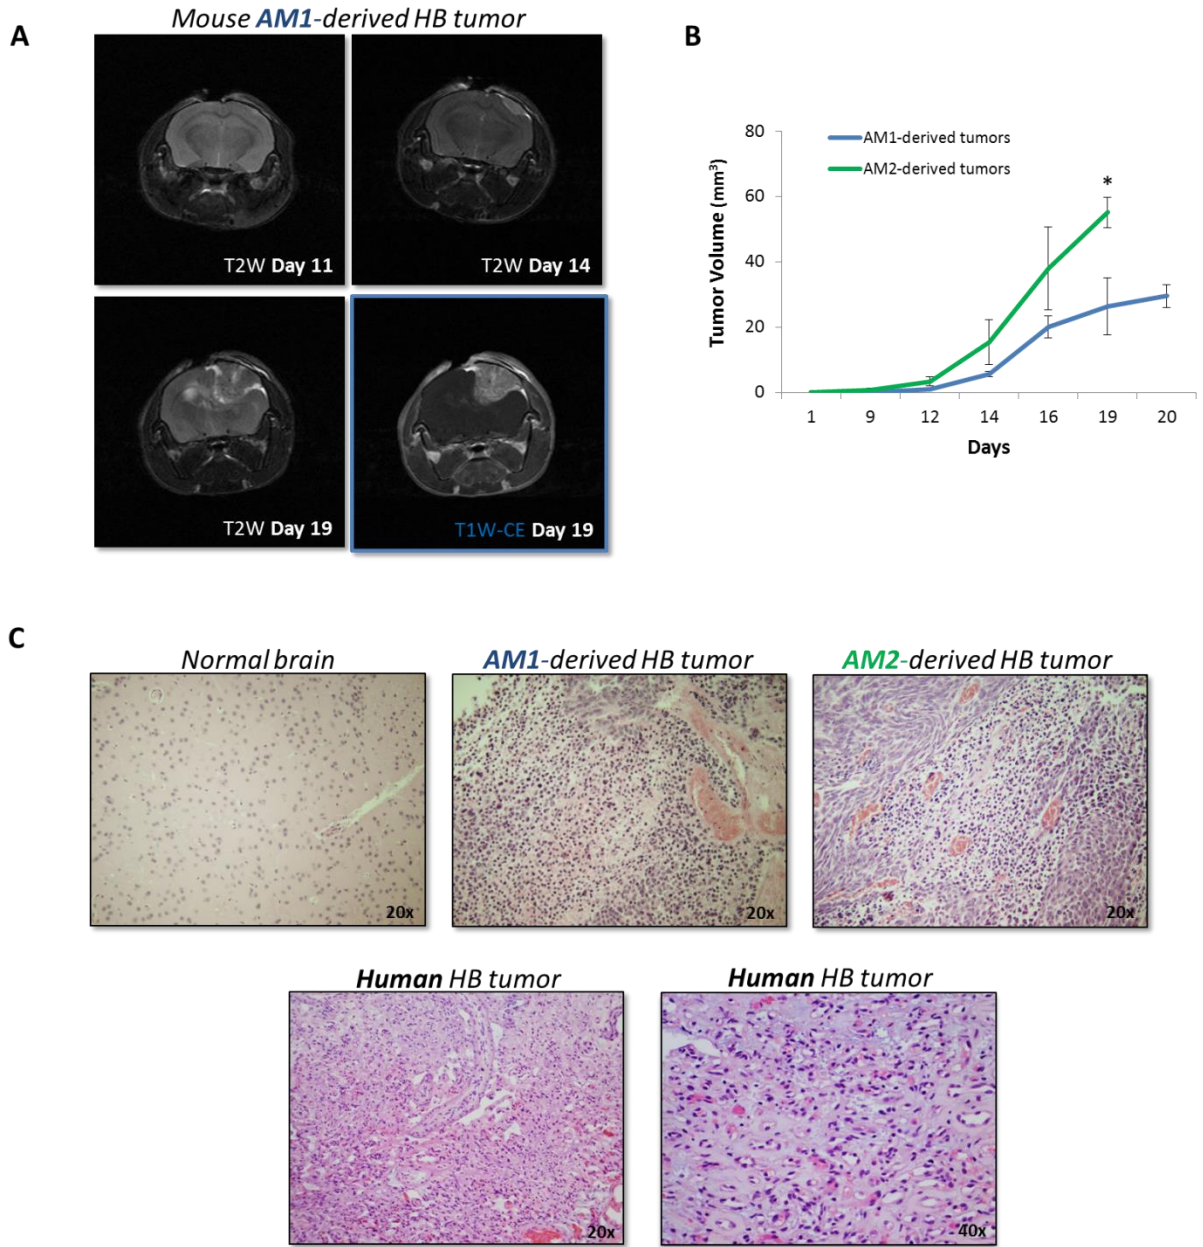 A
Mouse AM1-derived HB tumor
T2W Day 11
T2W Day 14
T2W Day 19
T1W-CE Day 19
B
AM1-derived tumors
AM2-derived tumors
*
Tumor Volume (mm³)
80
60
40
20
0
1 9 12 14 16 19 20
Days
C
Normal brain
AM1-derived HB tumor
AM2-derived HB tumor
20x
20x
20x
Human HB tumor
Human HB tumor
20x
40x